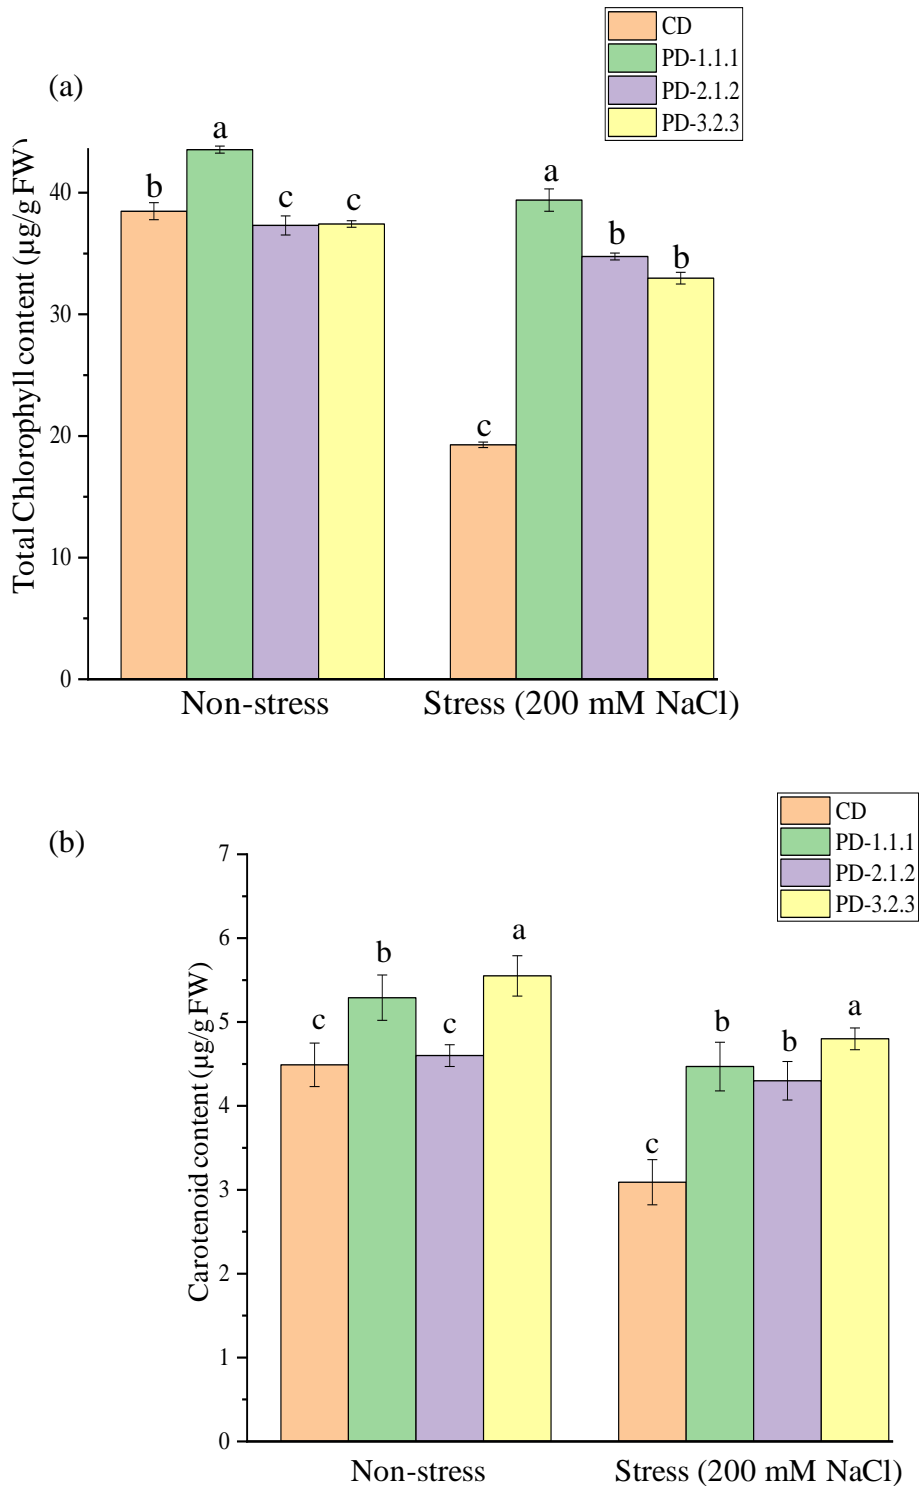 CD
PD-1.1.1
PD-2.1.2
PD-3.2.3
(a)
Total Chlorophyll content (µg/g FW)
40
30
20
10
0
b
a
c
c
c
a
b
b
Non-stress
Stress (200 mM NaCl)
CD
PD-1.1.1
PD-2.1.2
PD-3.2.3
(b)
Carotenoid content (µg/g FW)
7
6
5
4
3
2
1
0
c
b
c
a
c
b
b
a
Non-stress
Stress (200 mM NaCl)